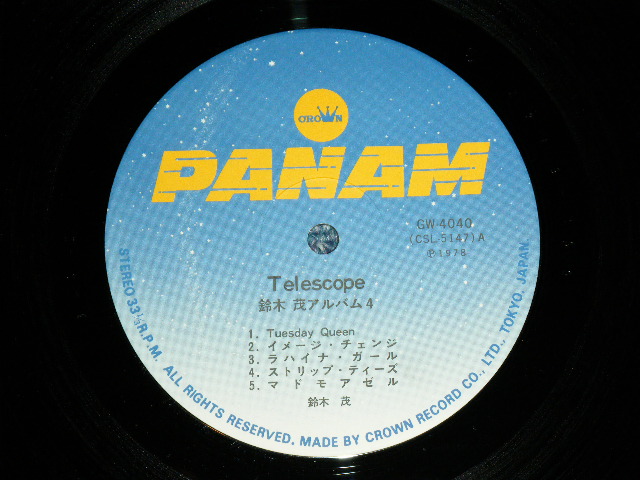 CROWN
PANAM
GW-4040
(CSL-5147)A
Ⓟ1978
Telescope
鈴木 茂アルバム4
1. Tuesday Queen
2. イメージ・チェンジ
3. ラハイナ・ガール
4. ストリップ・ティーズ
5. マドモアゼル
鈴木 茂
STEREO 33⅓R.P.M. ALL RIGHTS RESERVED. MADE BY CROWN RECORD CO., LTD., TOKYO, JAPAN